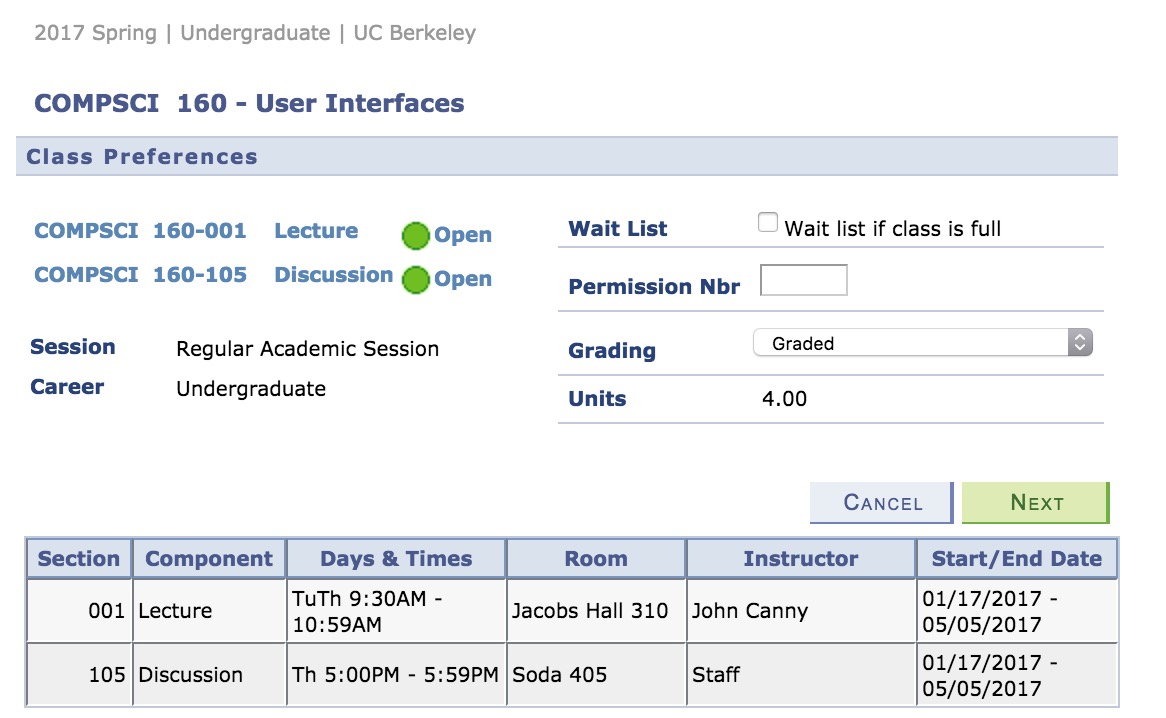 2017 Spring | Undergraduate | UC Berkeley
COMPSCI 160 - User Interfaces
Class Preferences
COMPSCI 160-001 Lecture Open
COMPSCI 160-105 Discussion Open
Session Regular Academic Session
Career Undergraduate
Wait List Wait list if class is full
Permission Nbr
Grading Graded
Units 4.00
CANCEL NEXT
Section Component Days & Times Room Instructor Start/End Date
001 Lecture TuTh 9:30AM - 10:59AM Jacobs Hall 310 John Canny 01/17/2017 - 05/05/2017
105 Discussion Th 5:00PM - 5:59PM Soda 405 Staff 01/17/2017 - 05/05/2017